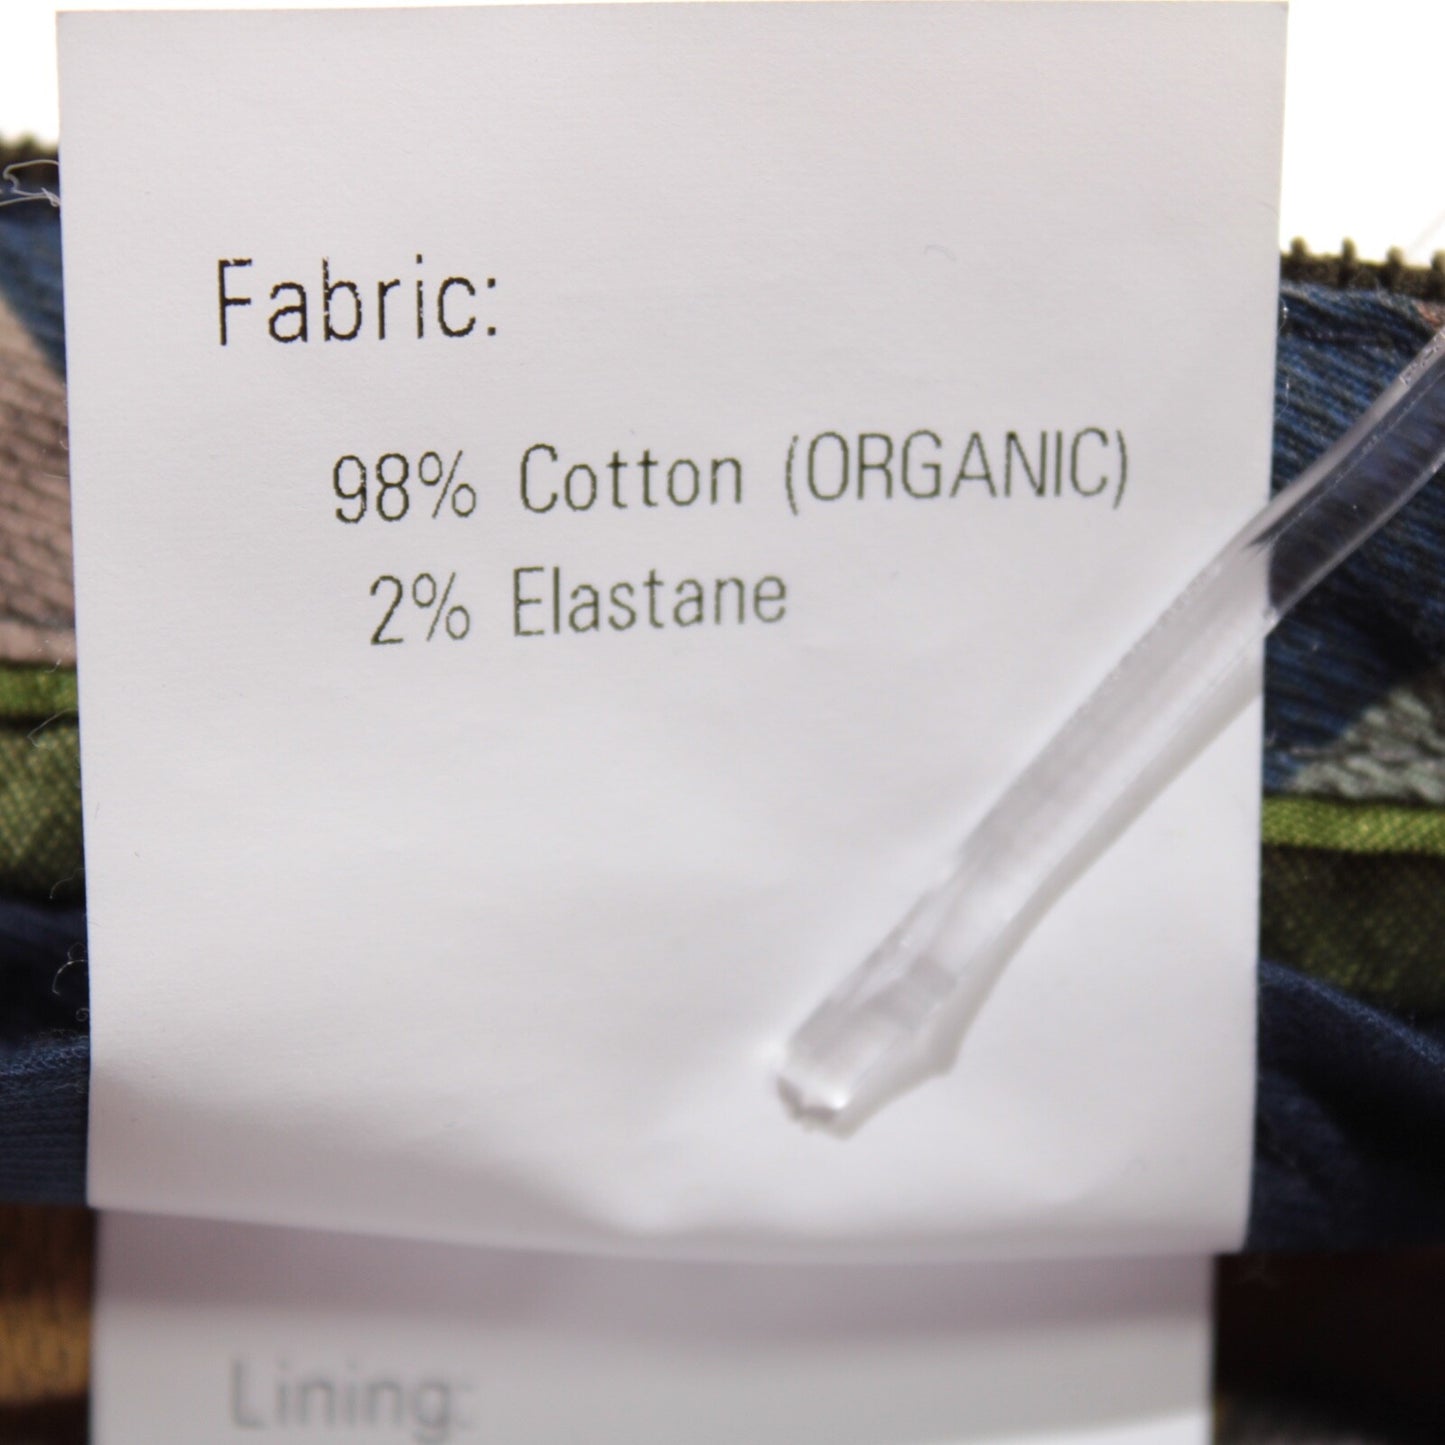 Fabric:
98% Cotton (ORGANIC)
2% Elastane
Lining: